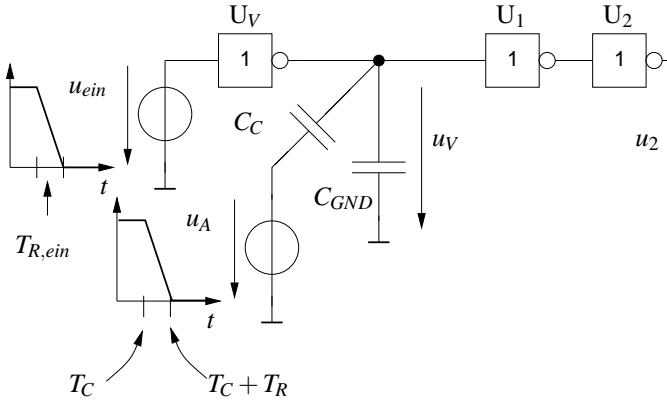 U_V
U_1
U_2
1
1
1
u_ein
C_C
u_V
u_2
t
C_GND
T_R,ein
u_A
t
T_C
T_C + T_R